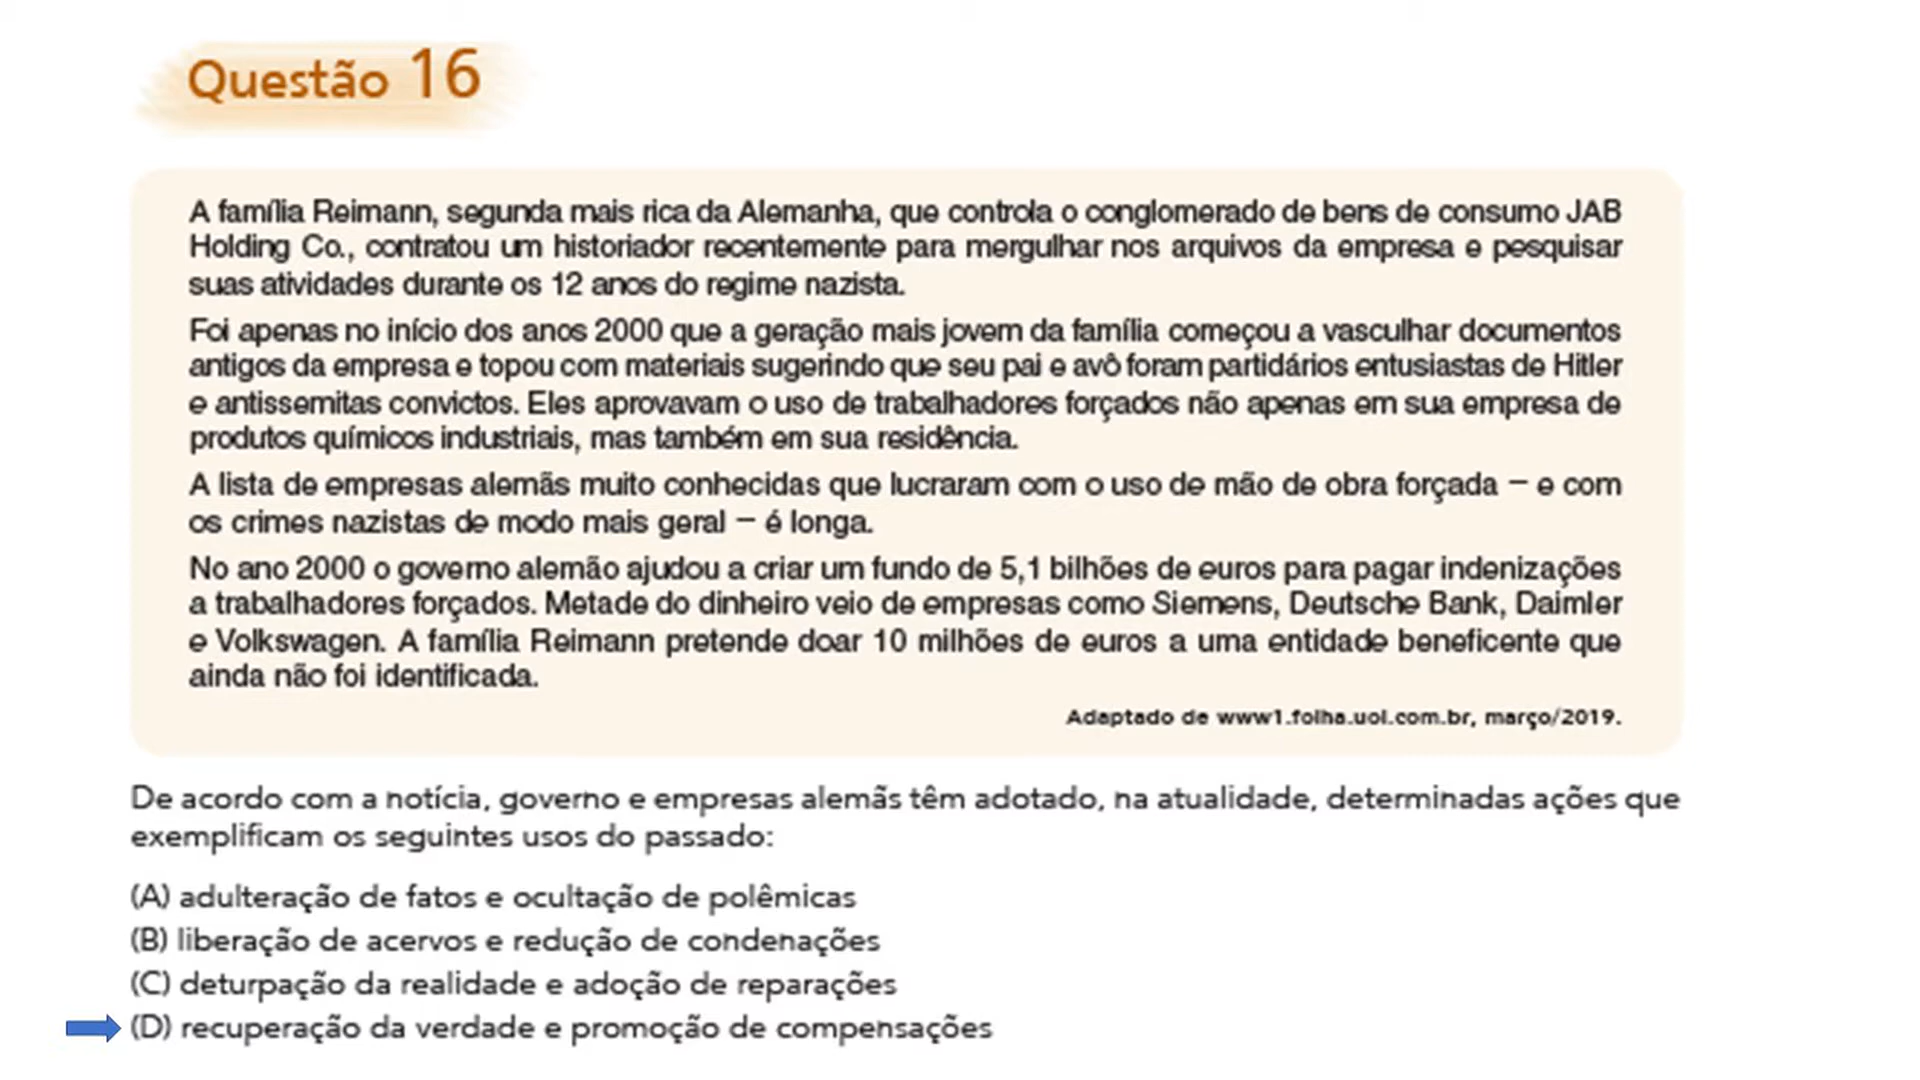 Questão 16
A família Reimann, segunda mais rica da Alemanha, que controla o conglomerado de bens de consumo JAB
Holding Co., contratou um historiador recentemente para mergulhar nos arquivos da empresa e pesquisar
suas atividades durante os 12 anos do regime nazista.
Foi apenas no início dos anos 2000 que a geração mais jovem da família começou a vasculhar documentos
antigos da empresa e topou com materiais sugerindo que seu pai e avô foram partidários entusiastas de Hitler
e antissemitas convictos. Eles aprovavam o uso de trabalhadores forçados não apenas em sua empresa de
produtos químicos industriais, mas também em sua residência.
A lista de empresas alemãs muito conhecidas que lucraram com o uso de mão de obra forçada – e com
os crimes nazistas de modo mais geral – é longa.
No ano 2000 o governo alemão ajudou a criar um fundo de 5,1 bilhões de euros para pagar indenizações
a trabalhadores forçados. Metade do dinheiro veio de empresas como Siemens, Deutsche Bank, Daimler
e Volkswagen. A família Reimann pretende doar 10 milhões de euros a uma entidade beneficente que
ainda não foi identificada.
Adaptado de www1.folha.uol.com.br, março/2019.
De acordo com a notícia, governo e empresas alemãs têm adotado, na atualidade, determinadas ações que
exemplificam os seguintes usos do passado:
(A) adulteração de fatos e ocultação de polêmicas
(B) liberação de acervos e redução de condenações
(C) deturpação da realidade e adoção de reparações
(D) recuperação da verdade e promoção de compensações